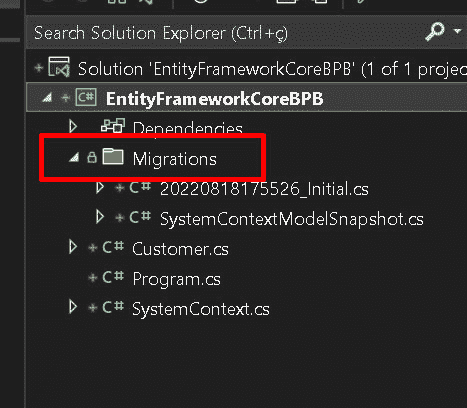 Search Solution Explorer (Ctrl+ç)
Solution 'EntityFrameworkCoreBPB' (1 of 1 projec
C# EntityFrameworkCoreBPB
Dependencies
Migrations
C# 20220818175526_Initial.cs
C# SystemContextModelSnapshot.cs
C# Customer.cs
C# Program.cs
C# SystemContext.cs